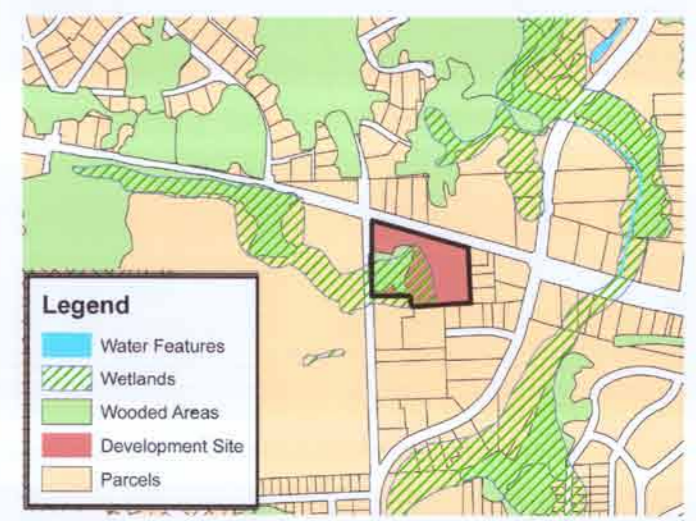 Legend
Water Features
Wetlands
Wooded Areas
Development Site
Parcels